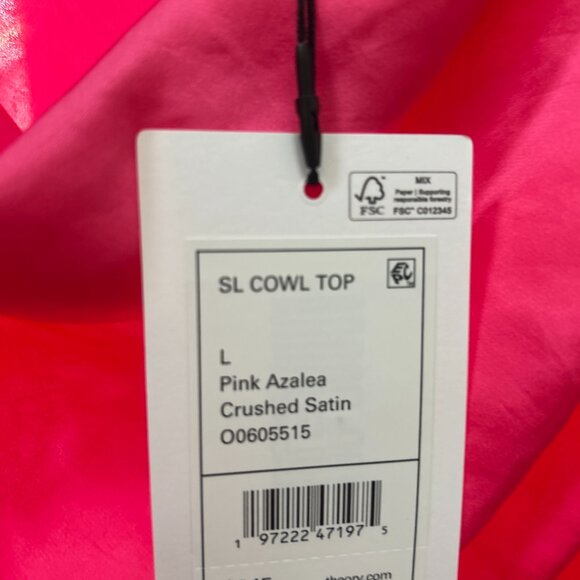 MIX
Paper | Supporting
responsible forestry
FSC™ C012345
FSC
SL COWL TOP
L
Pink Azalea
Crushed Satin
O0605515
1 97222 47197 5
theory.com